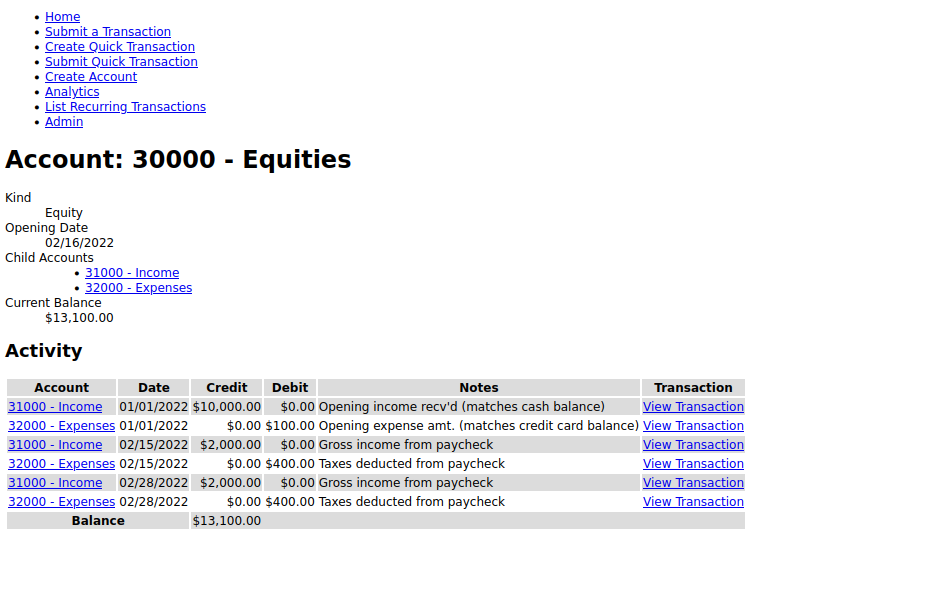 Home
Submit a Transaction
Create Quick Transaction
Submit Quick Transaction
Create Account
Analytics
List Recurring Transactions
Admin
Account: 30000 - Equities
Kind
Equity
Opening Date
02/16/2022
Child Accounts
31000 - Income
32000 - Expenses
Current Balance
$13,100.00
Activity
Account Date Credit Debit Notes Transaction
31000 - Income 01/01/2022 $10,000.00 $0.00 Opening income recv'd (matches cash balance) View Transaction
32000 - Expenses 01/01/2022 $0.00 $100.00 Opening expense amt. (matches credit card balance) View Transaction
31000 - Income 02/15/2022 $2,000.00 $0.00 Gross income from paycheck View Transaction
32000 - Expenses 02/15/2022 $0.00 $400.00 Taxes deducted from paycheck View Transaction
31000 - Income 02/28/2022 $2,000.00 $0.00 Gross income from paycheck View Transaction
32000 - Expenses 02/28/2022 $0.00 $400.00 Taxes deducted from paycheck View Transaction
Balance $13,100.00